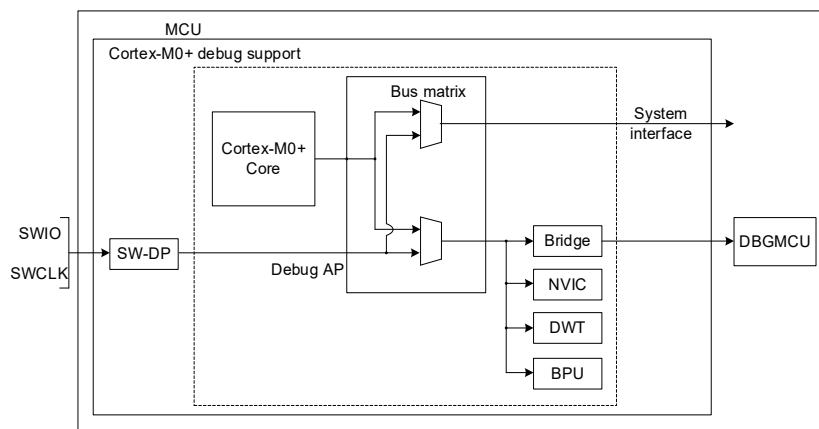 MCU
Cortex-M0+ debug support
Bus matrix
Cortex-M0+
Core
System
interface
SWIO
SWCLK
SW-DP
Debug AP
Bridge
DBGMCU
NVIC
DWT
BPU